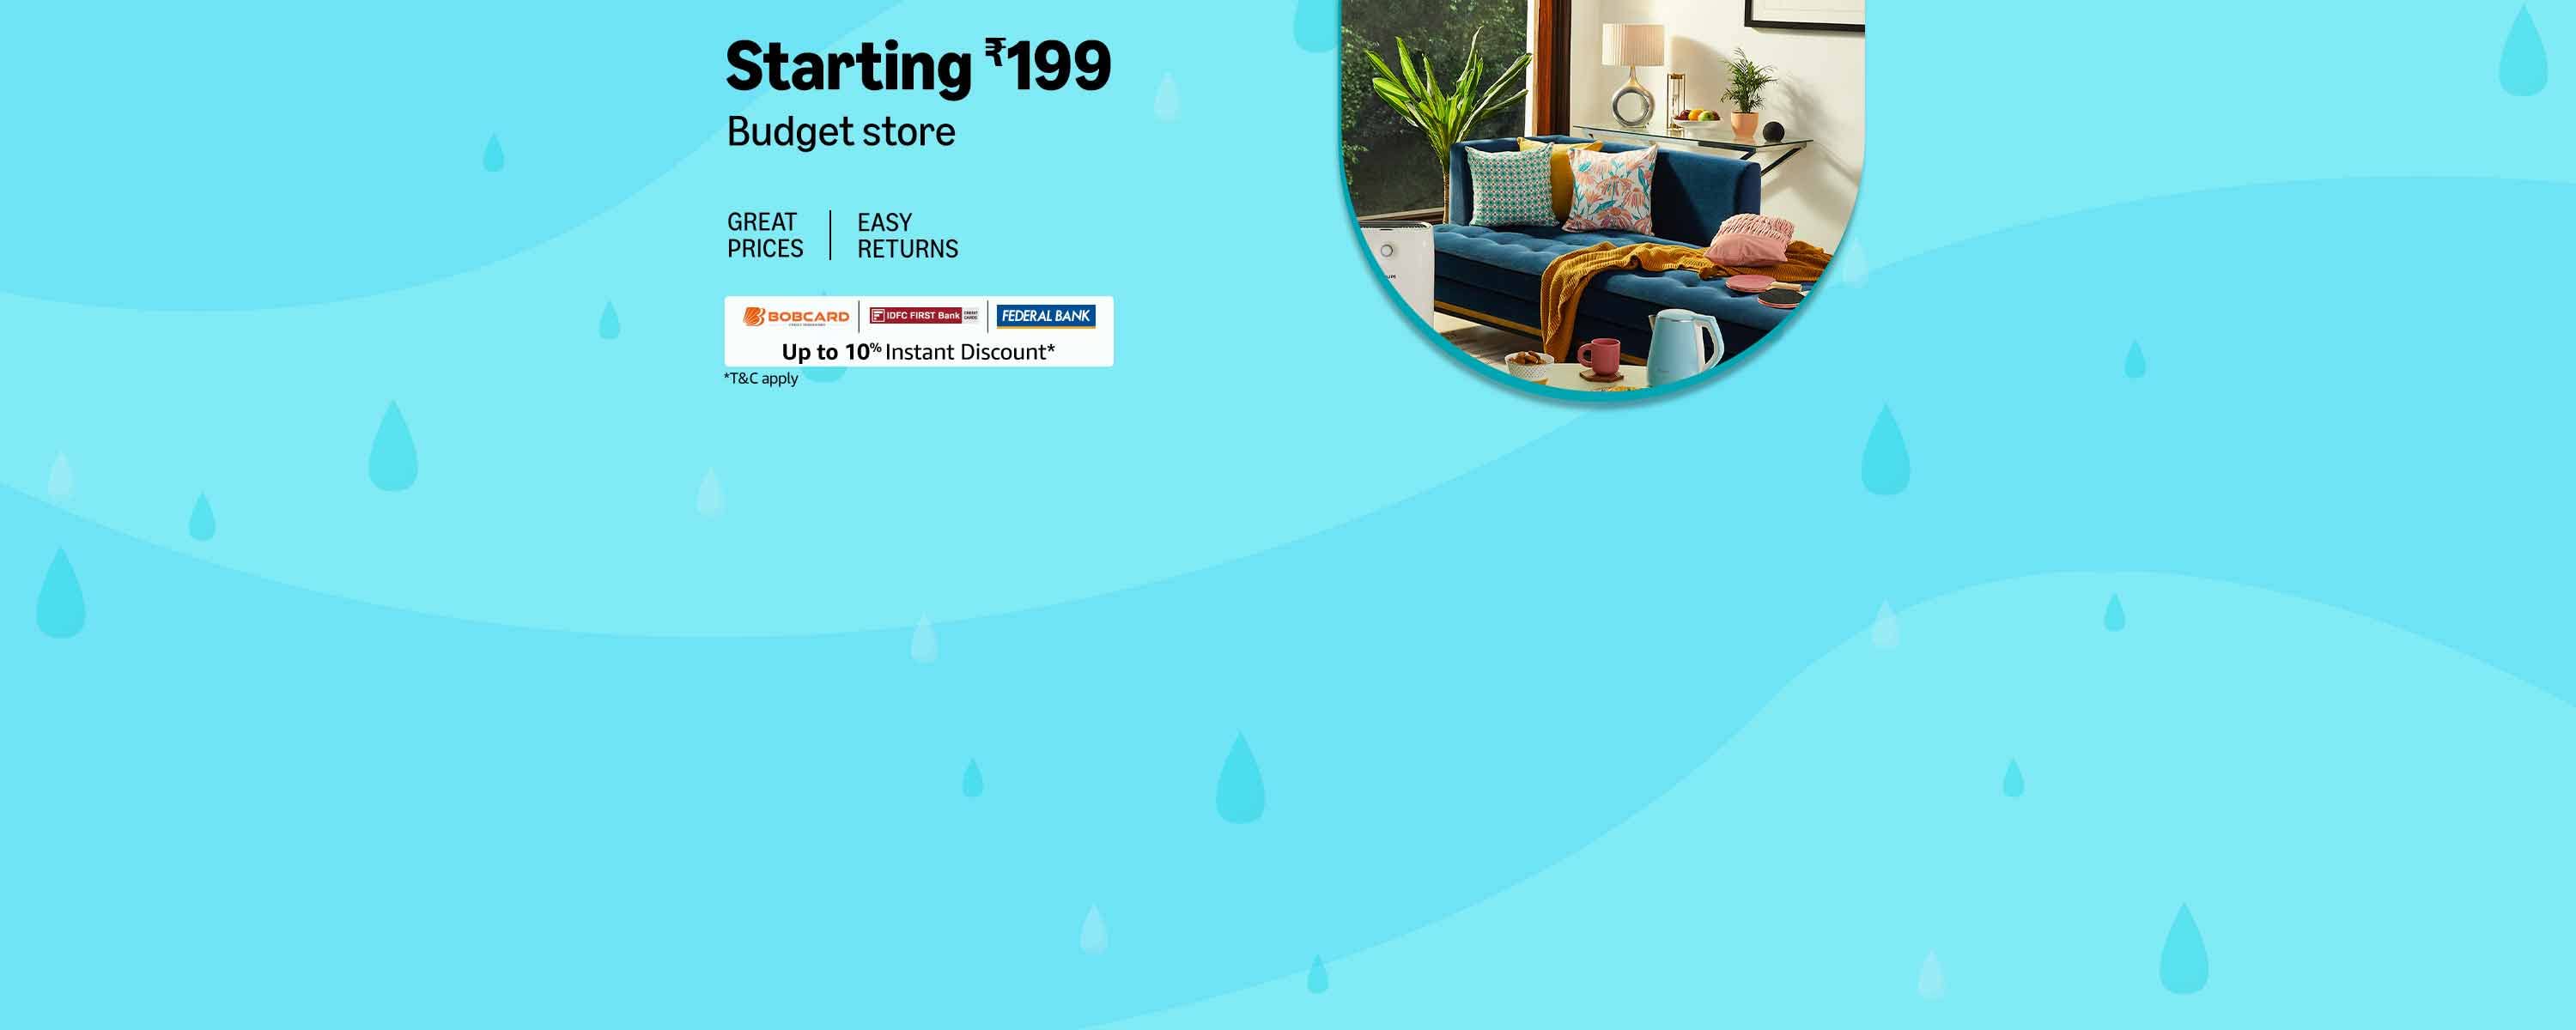 Starting ₹199
Budget store
GREAT
PRICES
EASY
RETURNS
BOBCARD
IDFC FIRST Bank
FEDERAL BANK
Up to 10% Instant Discount*
*T&C apply